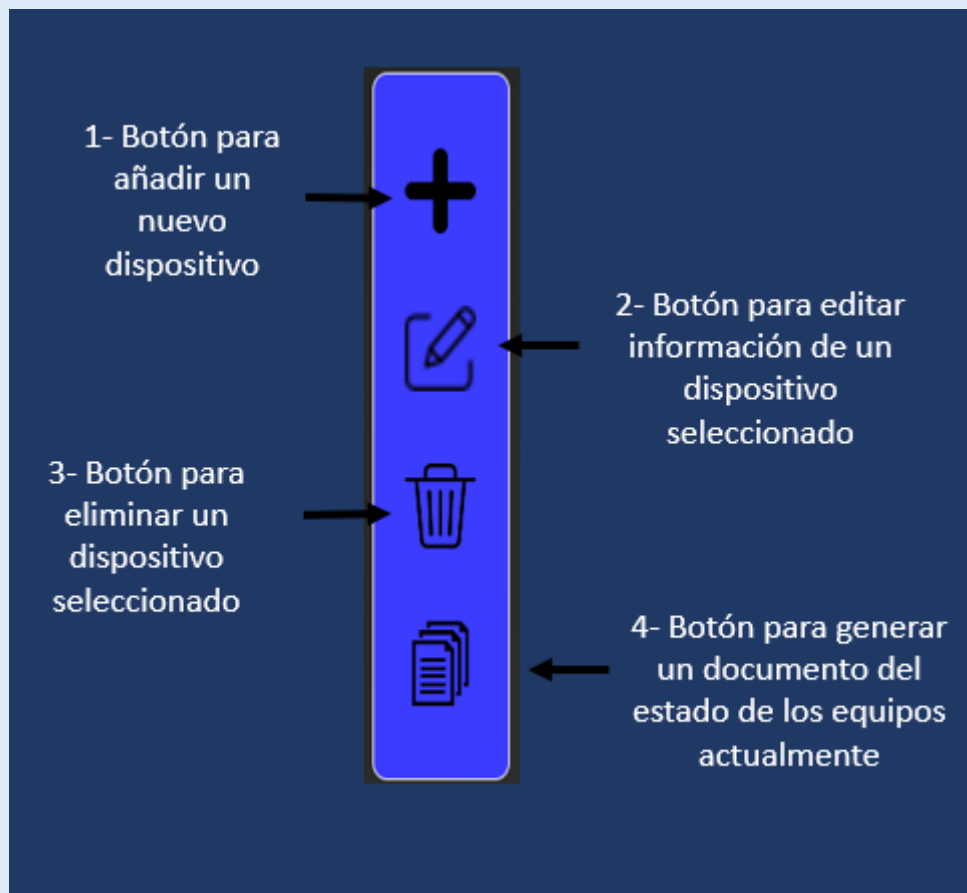 1- Botón para
añadir un
nuevo
dispositivo
2- Botón para editar
información de un
dispositivo
seleccionado
3- Botón para
eliminar un
dispositivo
seleccionado
4- Botón para generar
un documento del
estado de los equipos
actualmente